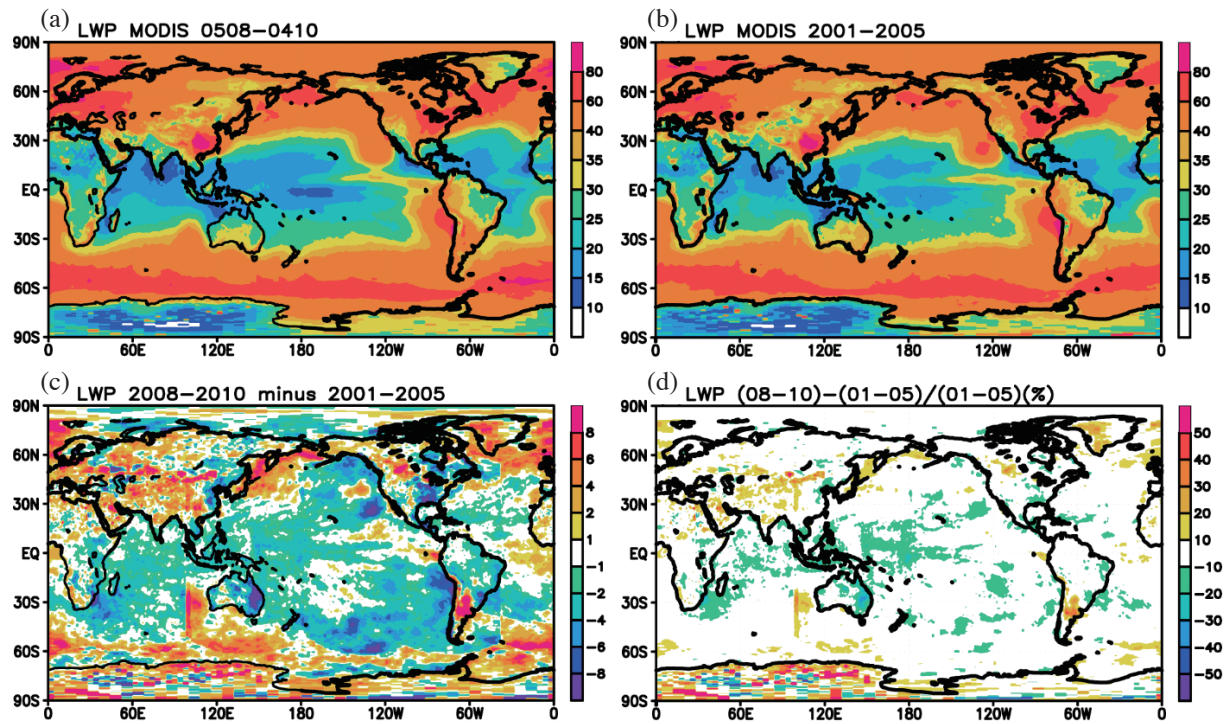 (a) LWP MODIS 0508-0410
90N
60N
30N
EQ
30S
60S
90S
0 60E 120E 180 120W 60W 0
80
60
40
35
30
25
20
15
10
(b) LWP MODIS 2001-2005
90N
60N
30N
EQ
30S
60S
90S
0 60E 120E 180 120W 60W 0
80
60
40
35
30
25
20
15
10
(c) LWP 2008-2010 minus 2001-2005
90N
60N
30N
EQ
30S
60S
90S
0 60E 120E 180 120W 60W 0
8
6
4
2
1
-1
-2
-4
-6
-8
(d) LWP (08-10)-(01-05)/(01-05)(%)
90N
60N
30N
EQ
30S
60S
90S
0 60E 120E 180 120W 60W 0
50
40
30
20
10
-10
-20
-30
-40
-50